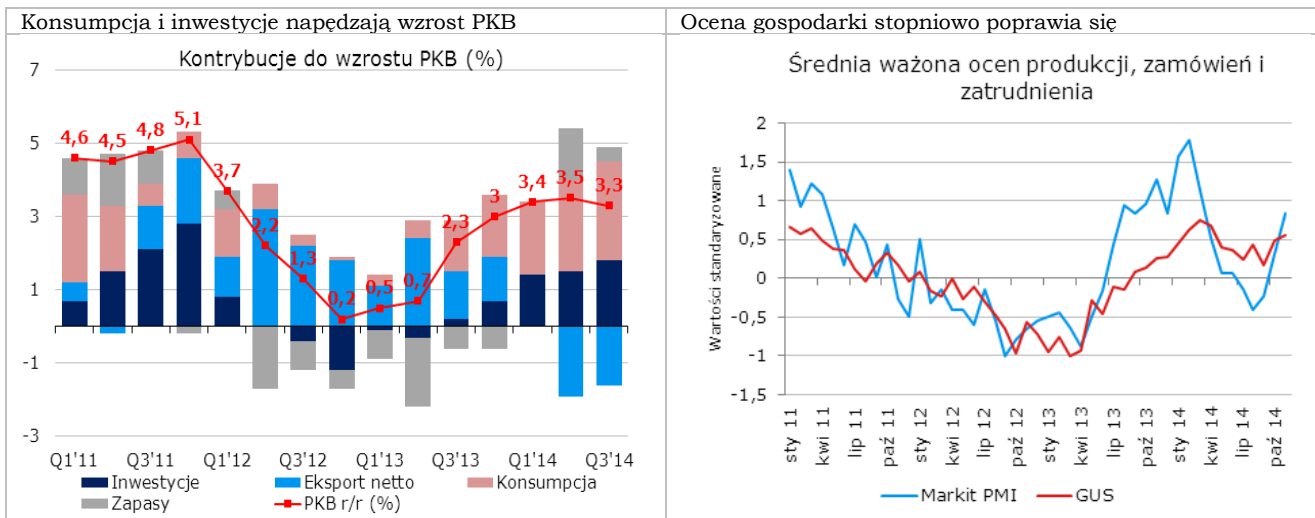 Konsumpcja i inwestycje napędzają wzrost PKB
Kontrybucje do wzrostu PKB (%)
7
5
3
1
-1
-3
4,6
4,5
4,8
5,1
3,7
2,2
1,3
0,2
0,5
0,7
2,3
3
3,4
3,5
3,3
Q1'11
Q3'11
Q1'12
Q3'12
Q1'13
Q3'13
Q1'14
Q3'14
Inwestycje
Eksport netto
Konsumpcja
Zapasy
PKB r/r (%)
Ocena gospodarki stopniowo poprawia się
Średnia ważona ocen produkcji, zamówień i
zatrudnienia
Wartości standaryzowane
2
1,5
1
0,5
0
-0,5
-1
-1,5
sty 11
kwi 11
lip 11
paź 11
sty 12
kwi 12
lip 12
paź 12
sty 13
kwi 13
lip 13
paź 13
sty 14
kwi 14
lip 14
paź 14
Markit PMI
GUS